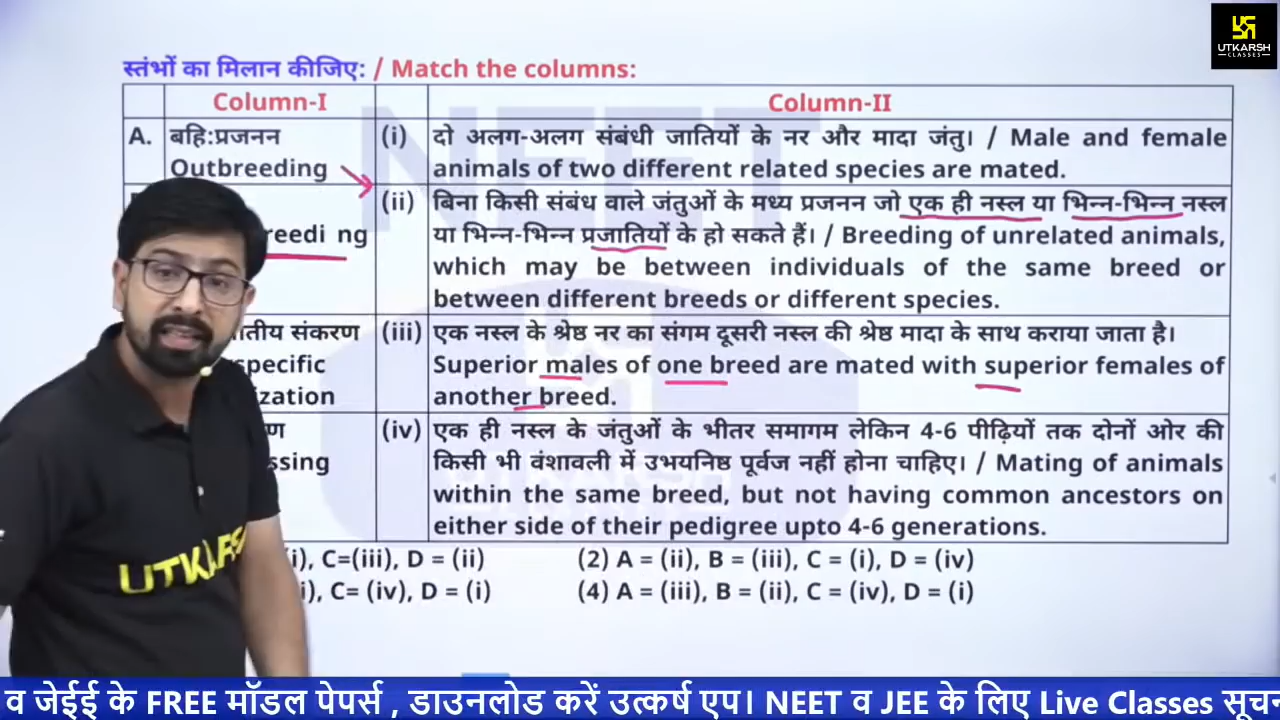 UTKARSH
CLASSES
स्तंभों का मिलान कीजिए: / Match the columns:
Column-I
Column-II
A. बहि:प्रजनन
Outbreeding
(i) दो अलग-अलग संबंधी जातियों के नर और मादा जंतु। / Male and female
animals of two different related species are mated.
reedi ng
(ii) बिना किसी संबंध वाले जंतुओं के मध्य प्रजनन जो एक ही नस्ल या भिन्न-भिन्न नस्ल
या भिन्न-भिन्न प्रजातियों के हो सकते हैं। / Breeding of unrelated animals,
which may be between individuals of the same breed or
between different breeds or different species.
तीय संकरण
specific
zation
(iii) एक नस्ल के श्रेष्ठ नर का संगम दूसरी नस्ल की श्रेष्ठ मादा के साथ कराया जाता है।
Superior males of one breed are mated with superior females of
another breed.
ण
ssing
(iv) एक ही नस्ल के जंतुओं के भीतर समागम लेकिन 4-6 पीढ़ियों तक दोनों ओर की
किसी भी वंशावली में उभयनिष्ठ पूर्वज नहीं होना चाहिए। / Mating of animals
within the same breed, but not having common ancestors on
either side of their pedigree upto 4-6 generations.
i), C=(iii), D = (ii)
(2) A = (ii), B = (iii), C = (i), D = (iv)
i), C= (iv), D = (i)
(4) A = (iii), B = (ii), C = (iv), D = (i)
NEET
UTKARSH
UTKARSH
व जेईई के FREE मॉडल पेपर्स , डाउनलोड करें उत्कर्ष एप। NEET व JEE के लिए Live Classes सूचन